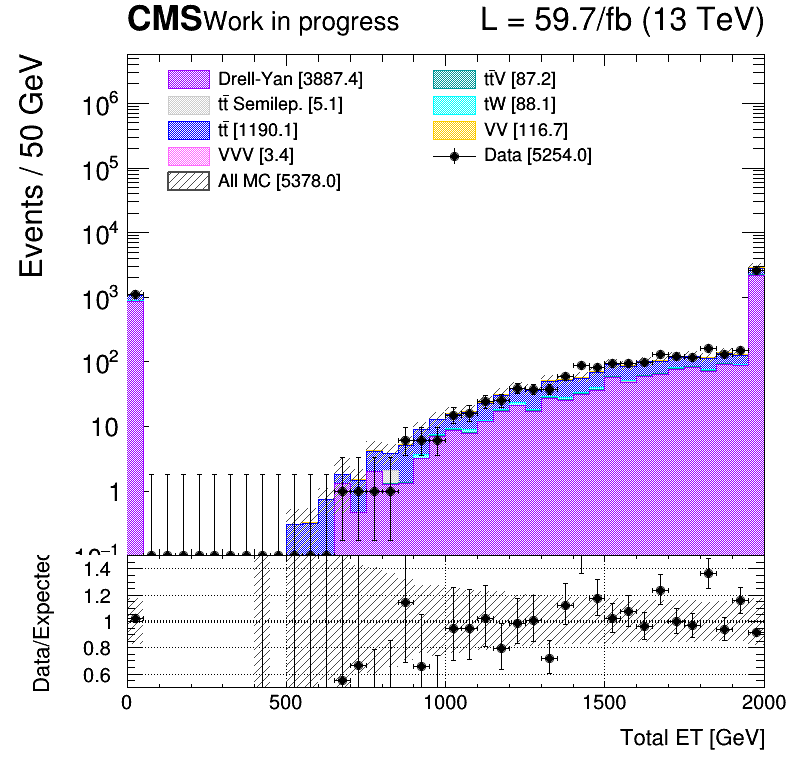 CMS Work in progress L = 59.7/fb (13 TeV)
Events / 50 GeV
Drell-Yan [3887.4]
tt̄ Semilep. [5.1]
tt̄ [1190.1]
VVV [3.4]
All MC [5378.0]
tt̄V [87.2]
tW [88.1]
VV [116.7]
Data [5254.0]
10⁶
10⁵
10⁴
10³
10²
10
1
10⁻¹
Data/Expected
1.4
1.2
1
0.8
0.6
0 500 1000 1500 2000
Total ET [GeV]